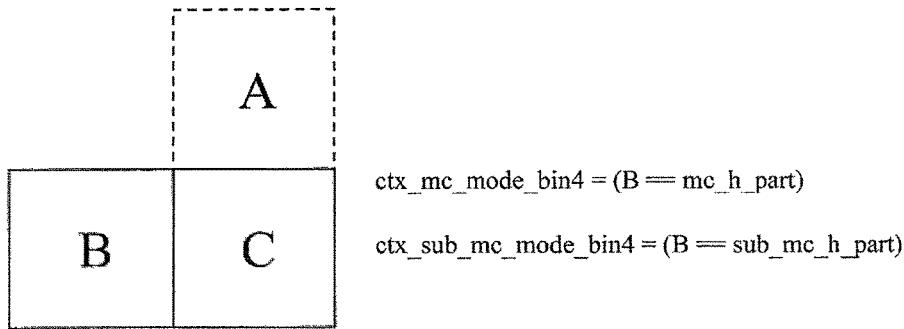 A
ctx_mc_mode_bin4 = (B == mc_h_part)
B C
ctx_sub_mc_mode_bin4 = (B == sub_mc_h_part)